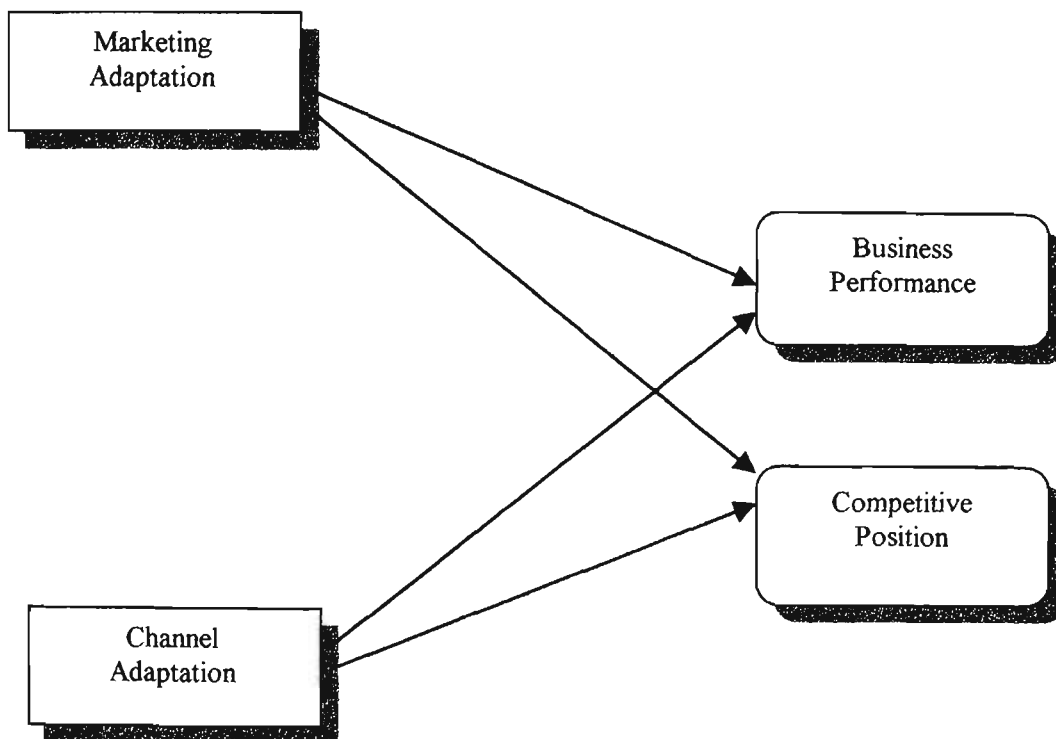 Marketing
Adaptation
Business
Performance
Competitive
Position
Channel
Adaptation